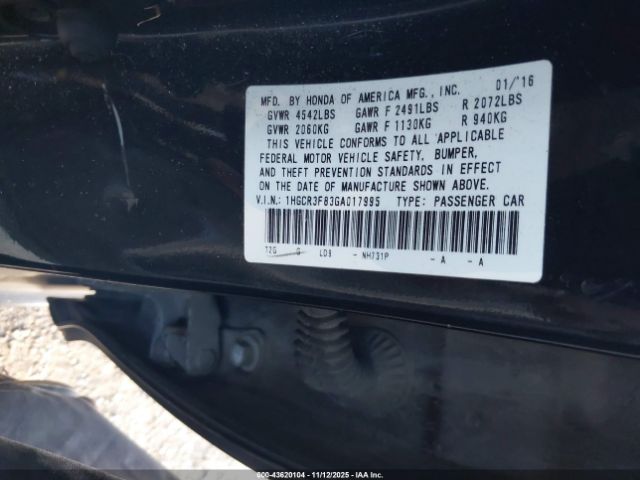 MFD. BY HONDA OF AMERICA MFG., INC. 01/'16
GVWR 4542LBS GAWR F 2491LBS R 2072LBS
GVWR 2060KG GAWR F 1130KG R 940KG
THIS VEHICLE CONFORMS TO ALL APPLICABLE
FEDERAL MOTOR VEHICLE SAFETY, BUMPER,
AND THEFT PREVENTION STANDARDS IN EFFECT
ON THE DATE OF MANUFACTURE SHOWN ABOVE.
V.I.N.: 1HGCR3F83GA017995 TYPE: PASSENGER CAR
T2G G LD9 - NH731P - A - A
600-43620104 - 11/12/2025 - IAA Inc.